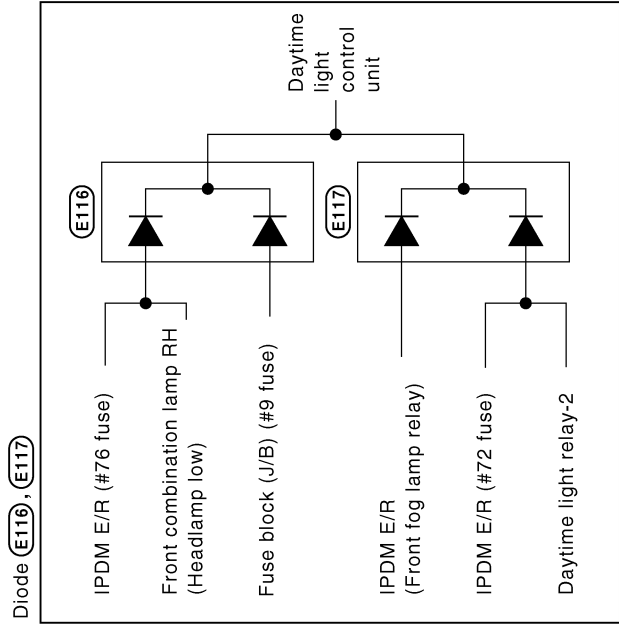 Diode E116 , E117
IPDM E/R (#76 fuse)
Front combination lamp RH
(Headlamp low)
Fuse block (J/B) (#9 fuse)
IPDM E/R
(Front fog lamp relay)
IPDM E/R (#72 fuse)
Daytime light relay-2
E116
E117
Daytime
light
control
unit